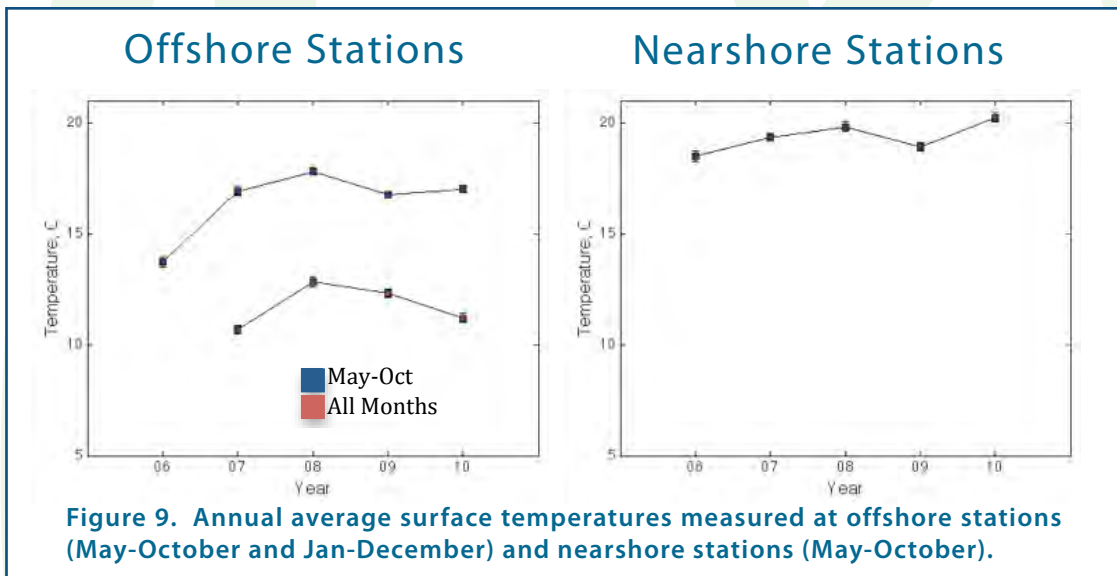 Offshore Stations
Nearshore Stations
20
15
10
5
Temperature, C
06
07
08
09
10
Year
May-Oct
All Months
20
15
10
5
Temperature, C
06
07
08
09
10
Year
Figure 9. Annual average surface temperatures measured at offshore stations
(May-October and Jan-December) and nearshore stations (May-October).